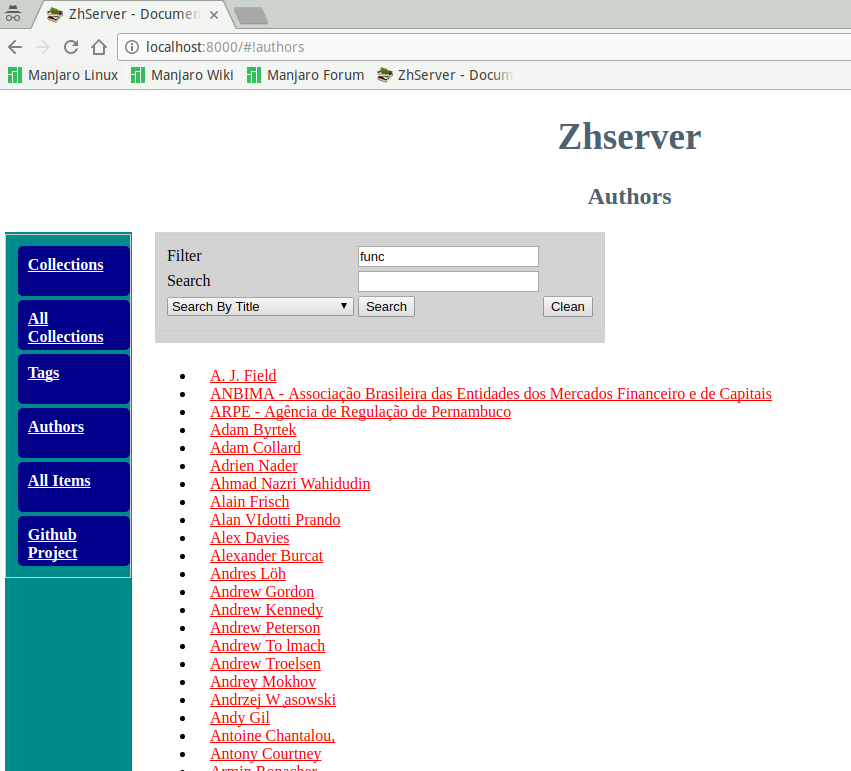 ZhServer - Documen
localhost:8000/#!authors
Manjaro Linux Manjaro Wiki Manjaro Forum ZhServer - Docum
Zhserver
Authors
Collections
All
Collections
Tags
Authors
All Items
Github
Project
Filter func
Search
Search By Title Search Clean
A. J. Field
ANBIMA - Associação Brasileira das Entidades dos Mercados Financeiro e de Capitais
ARPE - Agência de Regulação de Pernambuco
Adam Byrtek
Adam Collard
Adrien Nader
Ahmad Nazri Wahidudin
Alain Frisch
Alan VIdotti Prando
Alex Davies
Alexander Burcat
Andres Löh
Andrew Gordon
Andrew Kennedy
Andrew Peterson
Andrew To lmach
Andrew Troelsen
Andrey Mokhov
Andrzej W ̨asowski
Andy Gil
Antoine Chantalou,
Antony Courtney
Armin Ronacher